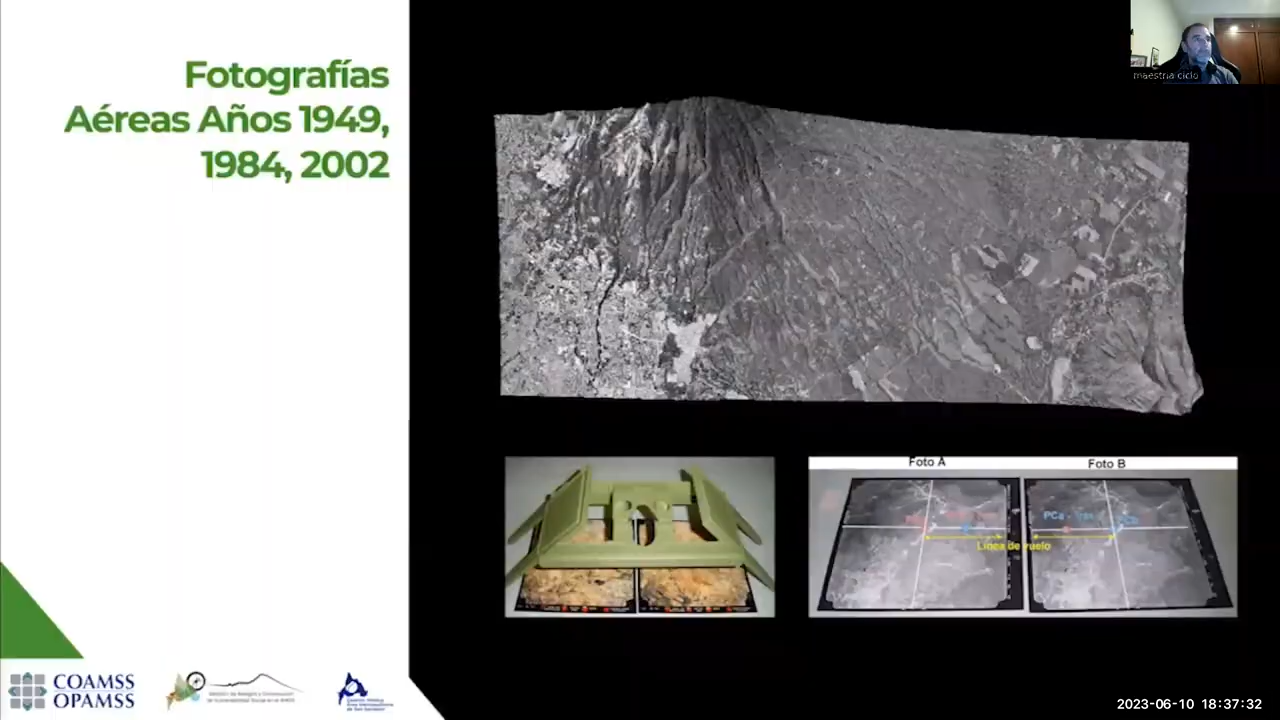 Fotografías
Aéreas Años 1949,
1984, 2002
maestria ciclo
Foto A
Foto B
PCa
Línea de vuelo
COAMSS
OPAMSS
2023-06-10 18:37:32